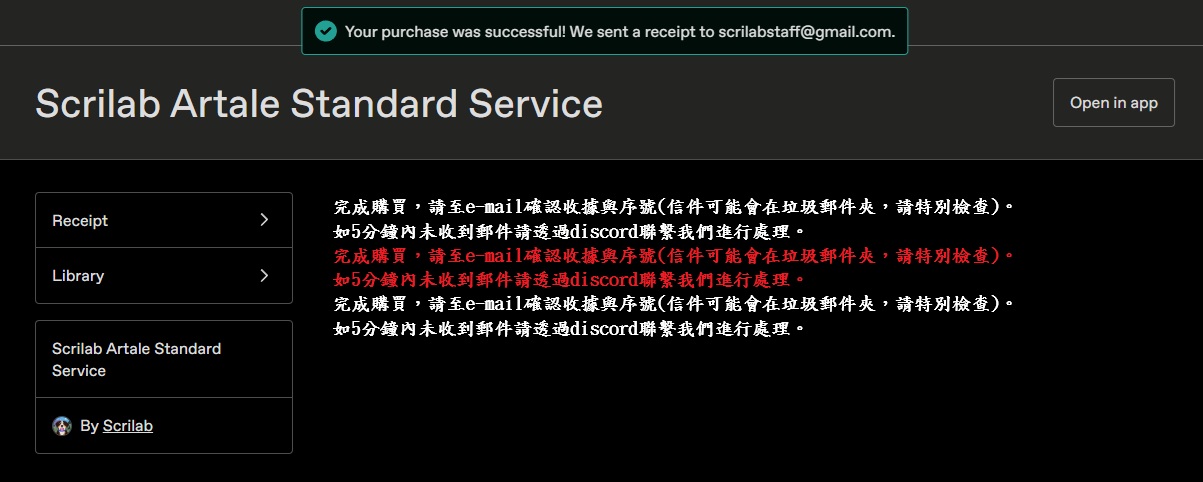 Your purchase was successful! We sent a receipt to scrilabstaff@gmail.com.
Scrilab Artale Standard Service
Open in app
Receipt
Library
Scrilab Artale Standard
Service
By Scrilab
完成購買，請至e-mail確認收據與序號(信件可能會在垃圾郵件夾，請特別檢查)。
如5分鐘內未收到郵件請透過discord聯繫我們進行處理。
完成購買，請至e-mail確認收據與序號(信件可能會在垃圾郵件夾，請特別檢查)。
如5分鐘內未收到郵件請透過discord聯繫我們進行處理。
完成購買，請至e-mail確認收據與序號(信件可能會在垃圾郵件夾，請特別檢查)。
如5分鐘內未收到郵件請透過discord聯繫我們進行處理。